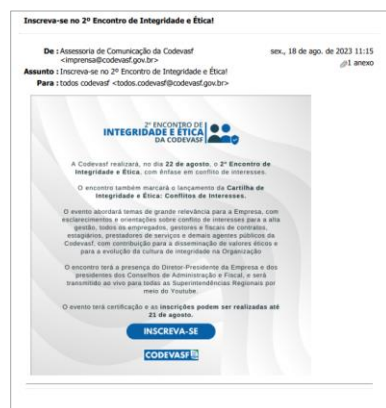 Inscreva-se no 2º Encontro de Integridade e Ética!
De : Assessoria de Comunicação da Codevasf
<imprensa@codevasf.gov.br>
sex., 18 de ago. de 2023 11:15
1 anexo
Assunto : Inscreva-se no 2º Encontro de Integridade e Ética!
Para : todos codevasf <todos.codevasf@codevasf.gov.br>
2º ENCONTRO DE
INTEGRIDADE E ÉTICA
DA CODEVASF
A Codevasf realizará, no dia 22 de agosto, o 2º Encontro de
Integridade e Ética, com ênfase em conflito de interesses.
O encontro também marcará o lançamento da Cartilha de
Integridade e Ética: Conflitos de Interesses.
O evento abordará temas de grande relevância para a Empresa, com
esclarecimentos e orientações sobre conflito de interesses para a alta
gestão, todos os empregados, gestores e fiscais de contratos,
estagiários, prestadores de serviços e demais agentes públicos da
Codevasf, com contribuição para a disseminação de valores éticos e
para a evolução da cultura de integridade na Organização
O encontro terá a presença do Diretor-Presidente da Empresa e dos
presidentes dos Conselhos de Administração e Fiscal, e será
transmitido ao vivo para todas as Superintendências Regionais por
meio do Youtube.
O evento terá certificação e as inscrições podem ser realizadas até
21 de agosto.
INSCREVA-SE
CODEVASF